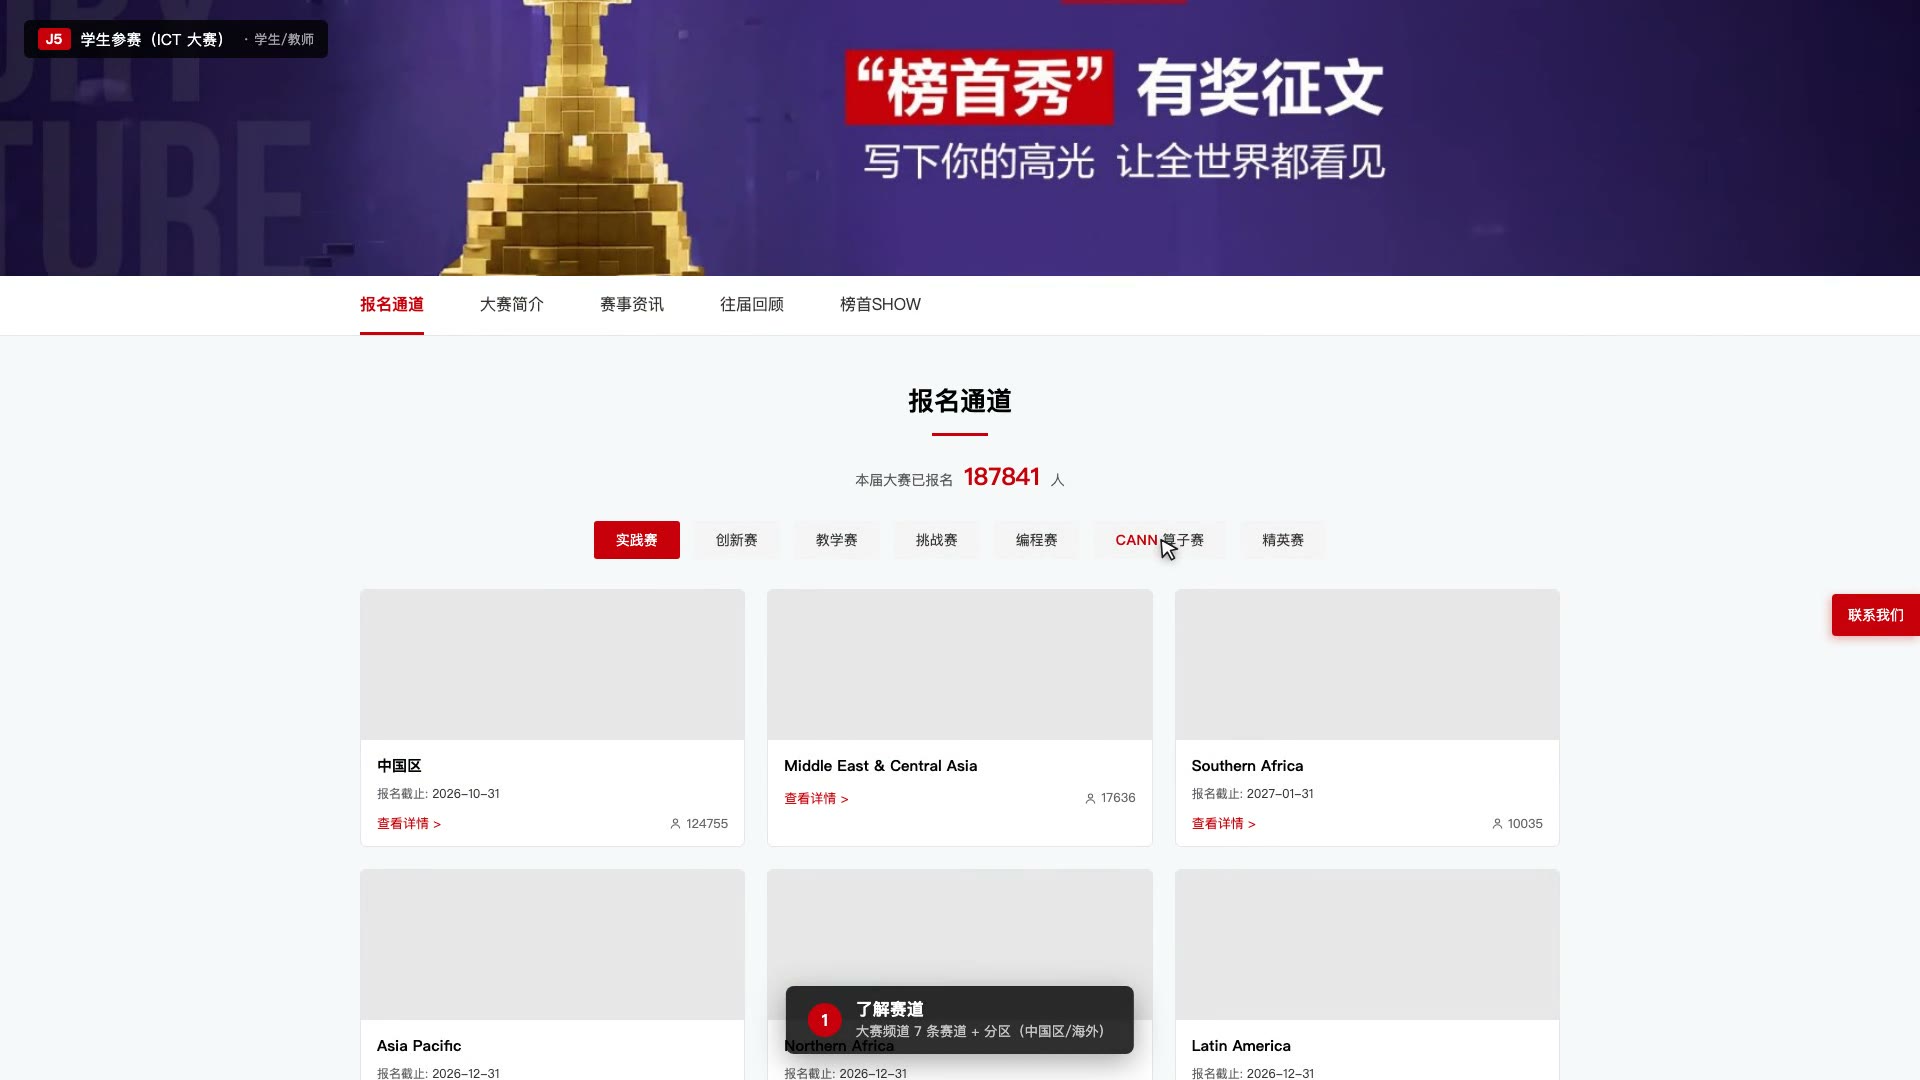 J5 学生参赛（ICT 大赛） · 学生/教师
“榜首秀” 有奖征文
写下你的高光 让全世界都看见
TURE
报名通道 大赛简介 赛事资讯 往届回顾 榜首SHOW
报名通道
本届大赛已报名 187841 人
实践赛 创新赛 教学赛 挑战赛 编程赛 CANN 算子赛 精英赛
联系我们
中国区
报名截止: 2026-10-31
查看详情 >
124755
Middle East & Central Asia
查看详情 >
17636
Southern Africa
报名截止: 2027-01-31
查看详情 >
10035
Asia Pacific
报名截止: 2026-12-31
Northern Africa
报名截止: 2026-12-31
Latin America
报名截止: 2026-12-31
1 了解赛道
大赛频道 7 条赛道 + 分区（中国区/海外）